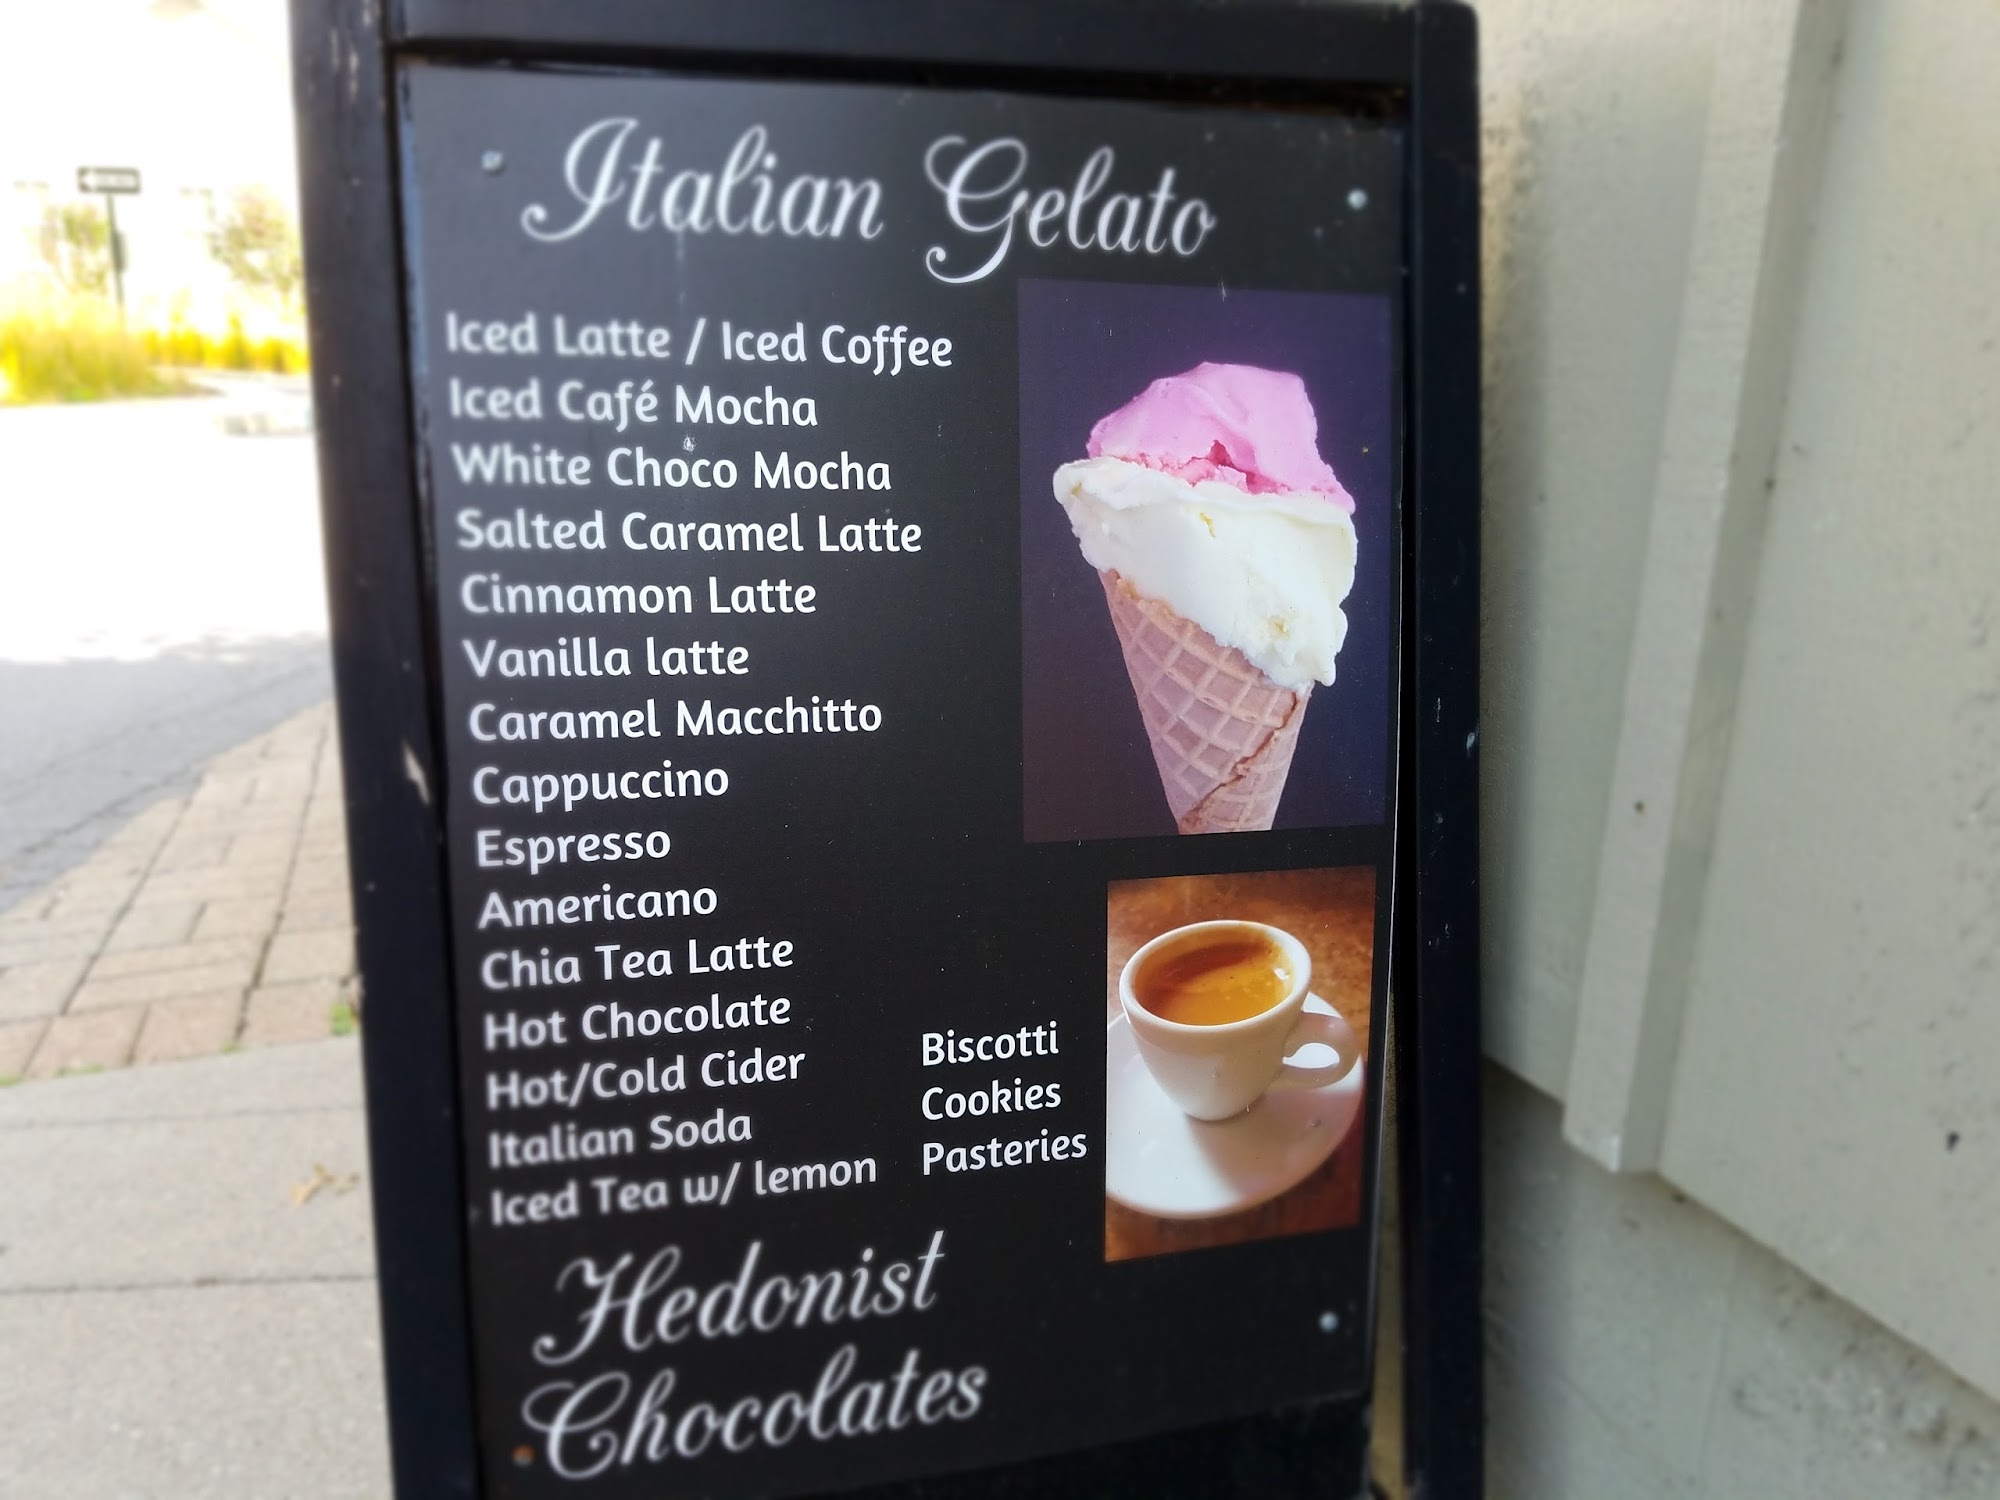 Italian Gelato
Iced Latte / Iced Coffee
Iced Café Mocha
White Choco Mocha
Salted Caramel Latte
Cinnamon Latte
Vanilla latte
Caramel Macchitto
Cappuccino
Espresso
Americano
Chia Tea Latte
Hot Chocolate
Hot/Cold Cider
Italian Soda
Iced Tea w/ lemon
Biscotti
Cookies
Pasteries
Hedonist
Chocolates